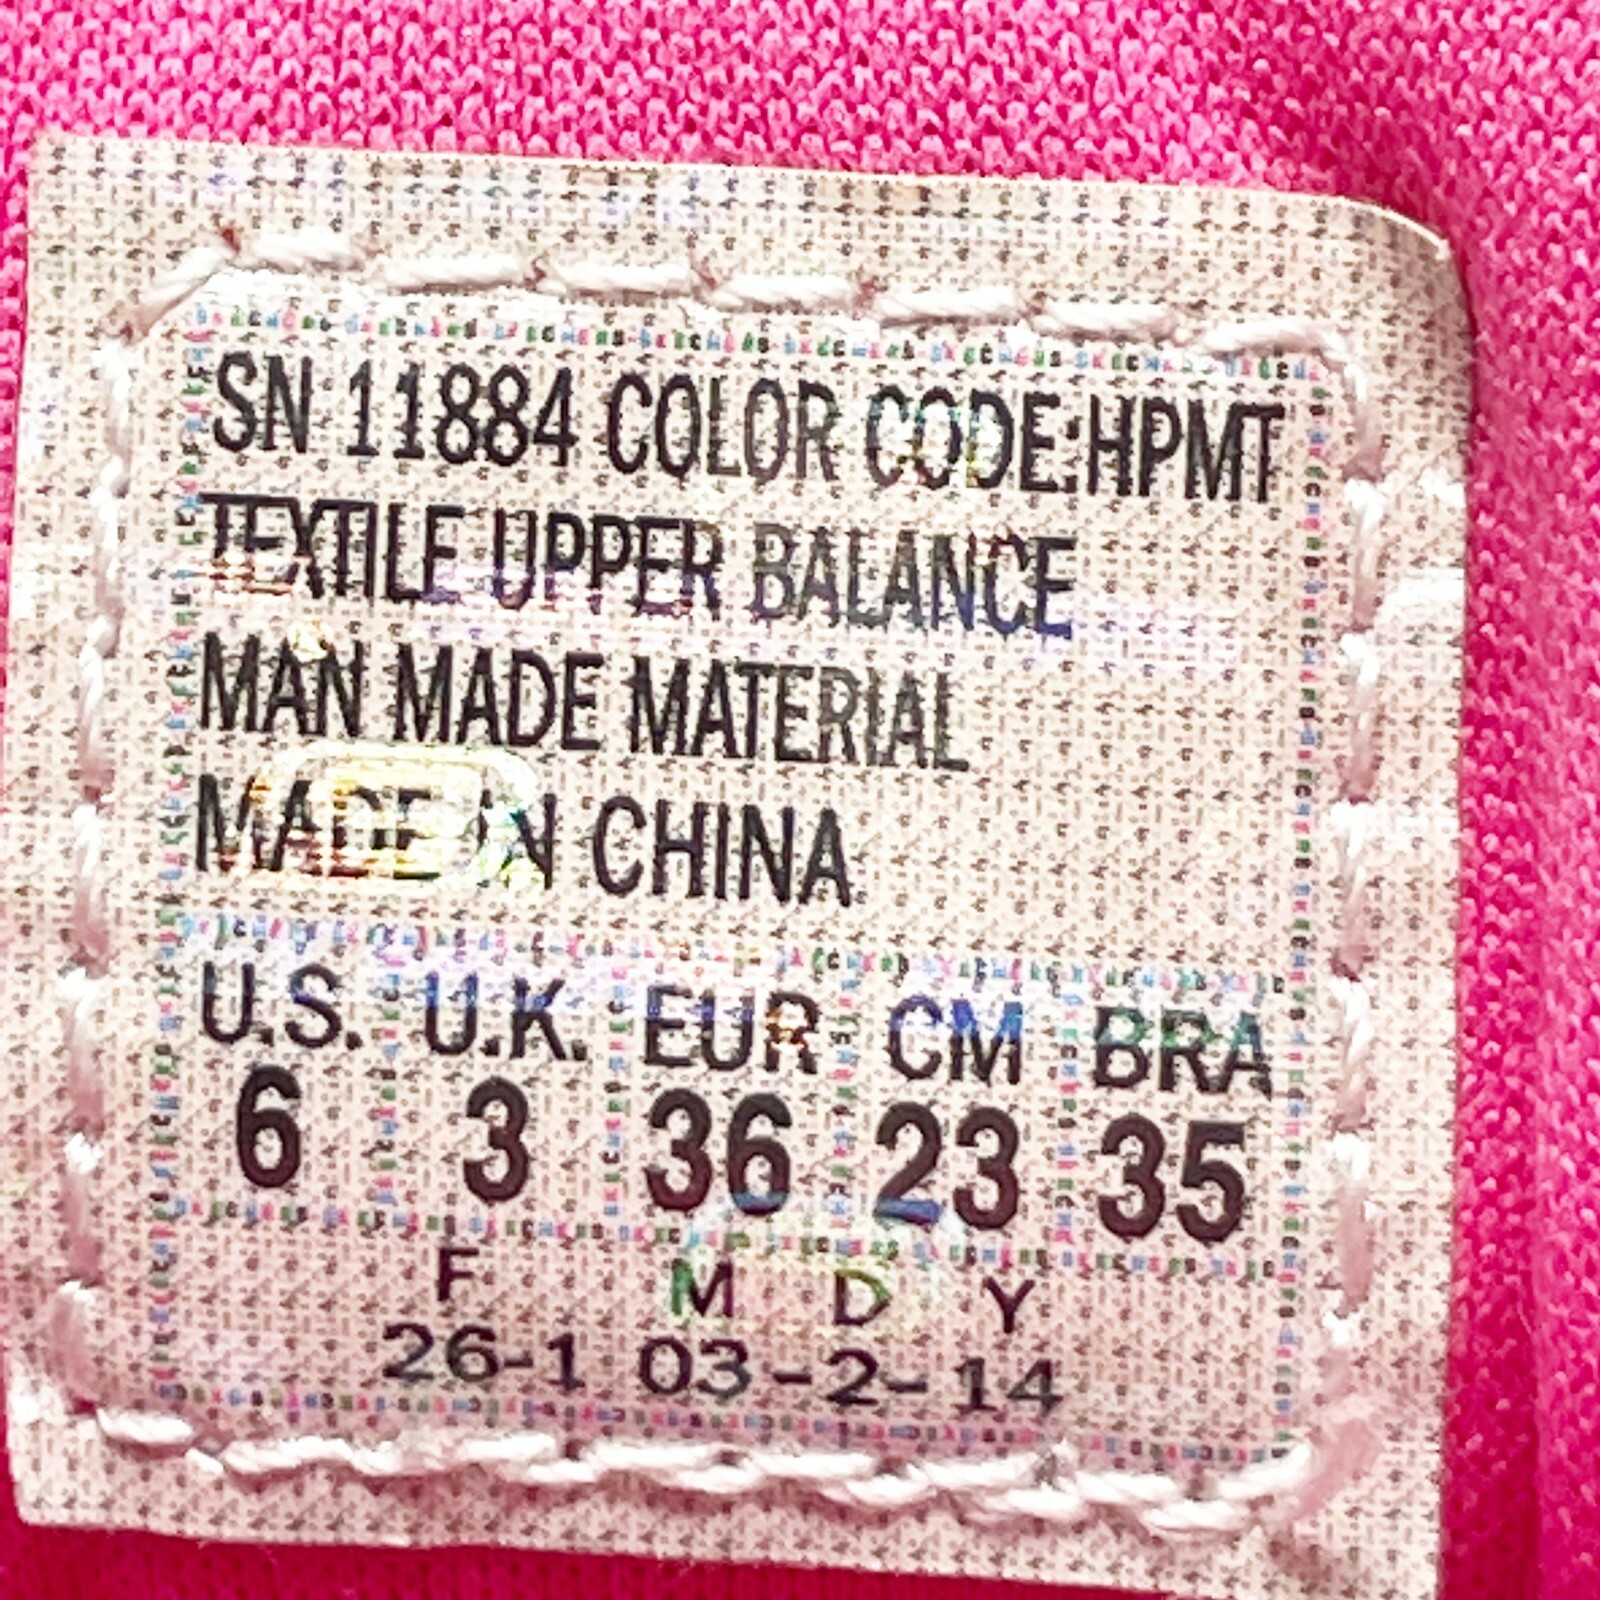 SN 11884 COLOR CODE:HPMT
TEXTILE UPPER BALANCE
MAN MADE MATERIAL
MADE IN CHINA
U.S. U.K. EUR CM BRA
6 3 36 23 35
F M D Y
26-1 03-2-14